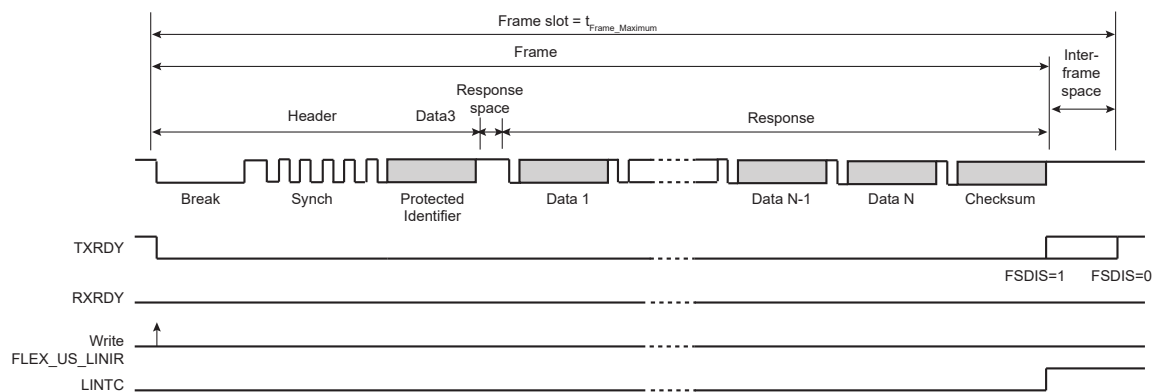 Frame slot = tFrame_Maximum
Frame
Inter-
frame
space
Response
space
Header
Data3
Response
Break
Synch
Protected
Identifier
Data 1
Data N-1
Data N
Checksum
TXRDY
FSDIS=1
FSDIS=0
RXRDY
Write
FLEX_US_LINIR
LINTC